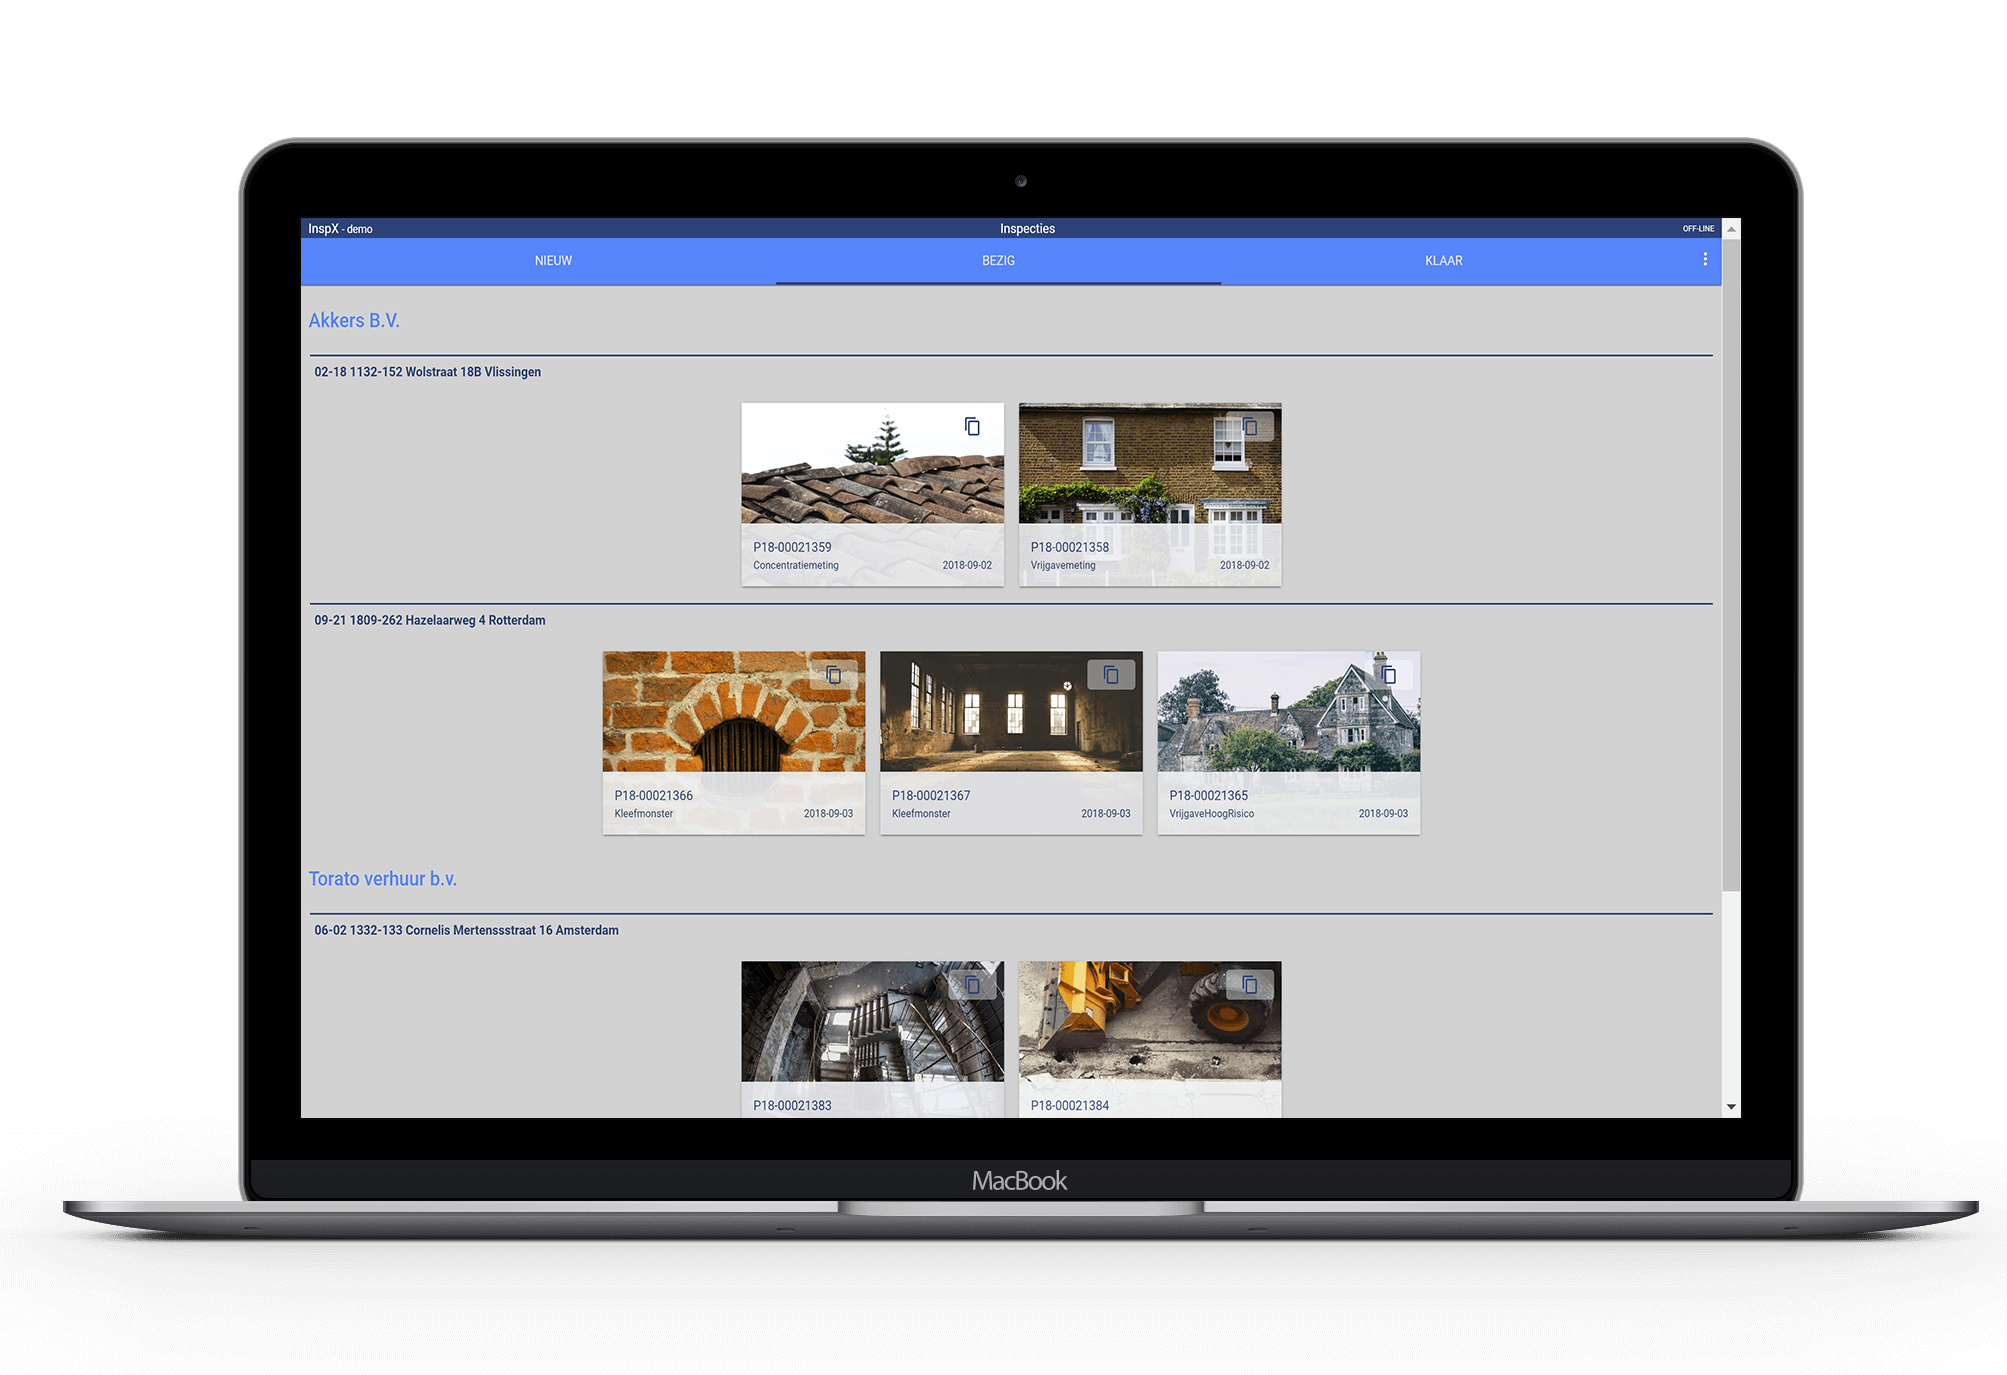 InspX - demo Inspecties OFF-LINE
NIEUW BEZIG KLAAR
Akkers B.V.
02-18 1132-152 Wolstraat 18B Vlissingen
P18-00021359
Concentratiemeting 2018-09-02
P18-00021358
Vrijgavemeting 2018-09-02
09-21 1809-262 Hazelaarweg 4 Rotterdam
P18-00021366
Kleefmonster 2018-09-03
P18-00021367
Kleefmonster 2018-09-03
P18-00021365
VrijgaveHoogRisico 2018-09-03
Torato verhuur b.v.
06-02 1332-133 Cornelis Mertenssstraat 16 Amsterdam
P18-00021383
P18-00021384
MacBook